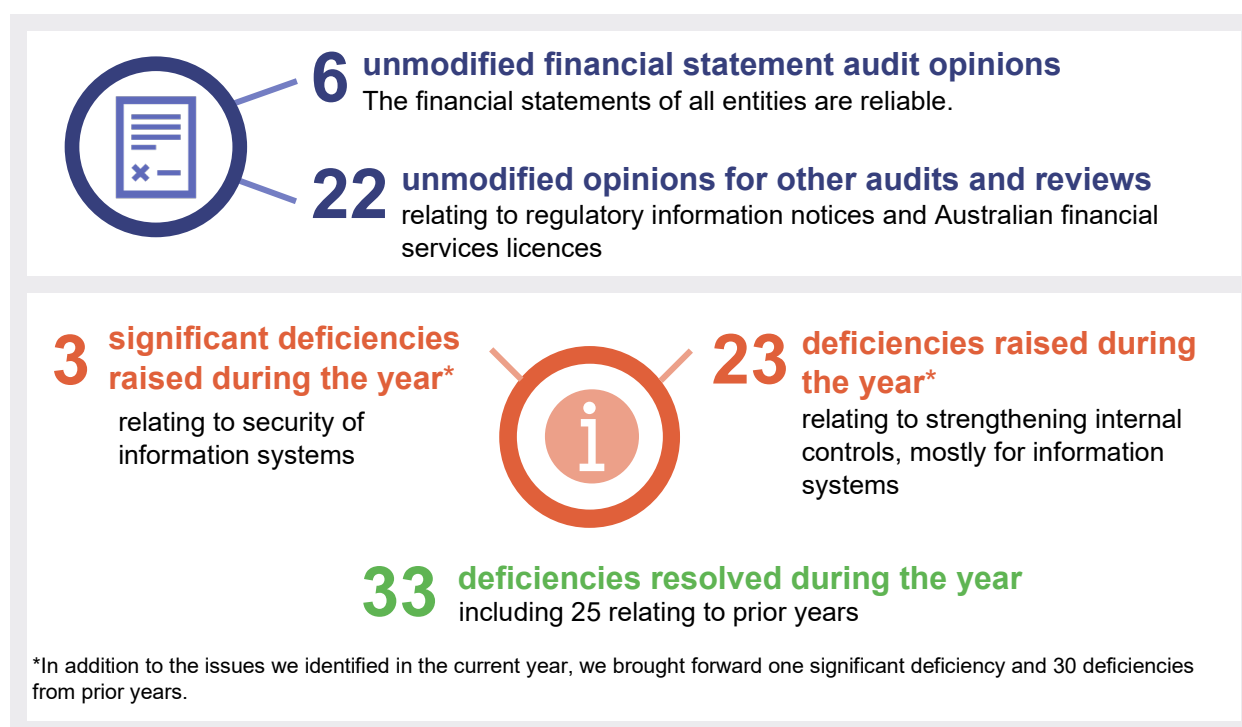 6 unmodified financial statement audit opinions
The financial statements of all entities are reliable.
22 unmodified opinions for other audits and reviews
relating to regulatory information notices and Australian financial
services licences
3 significant deficiencies
raised during the year*
relating to security of
information systems
23 deficiencies raised during
the year*
relating to strengthening internal
controls, mostly for information
systems
33 deficiencies resolved during the year
including 25 relating to prior years
*In addition to the issues we identified in the current year, we brought forward one significant deficiency and 30 deficiencies
from prior years.